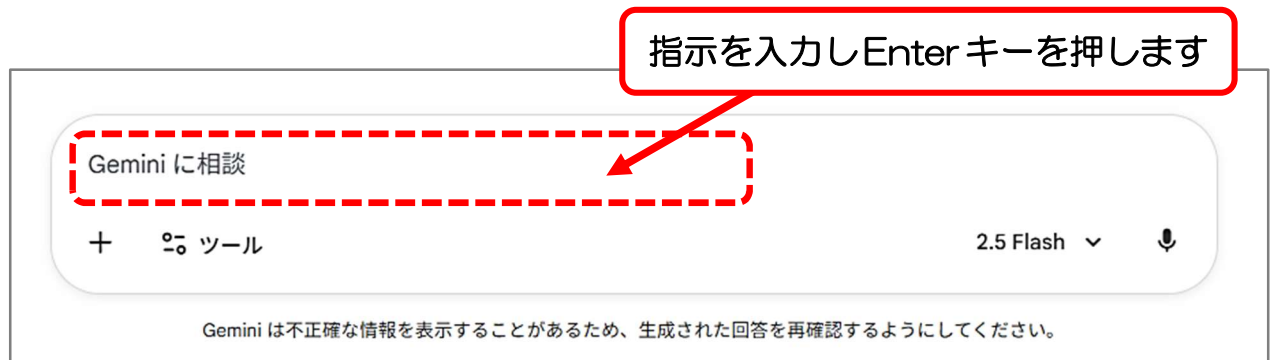 指示を入力しEnterキーを押します
Gemini に相談
ツール
2.5 Flash
Gemini は不正確な情報を表示することがあるため、生成された回答を再確認するようにしてください。